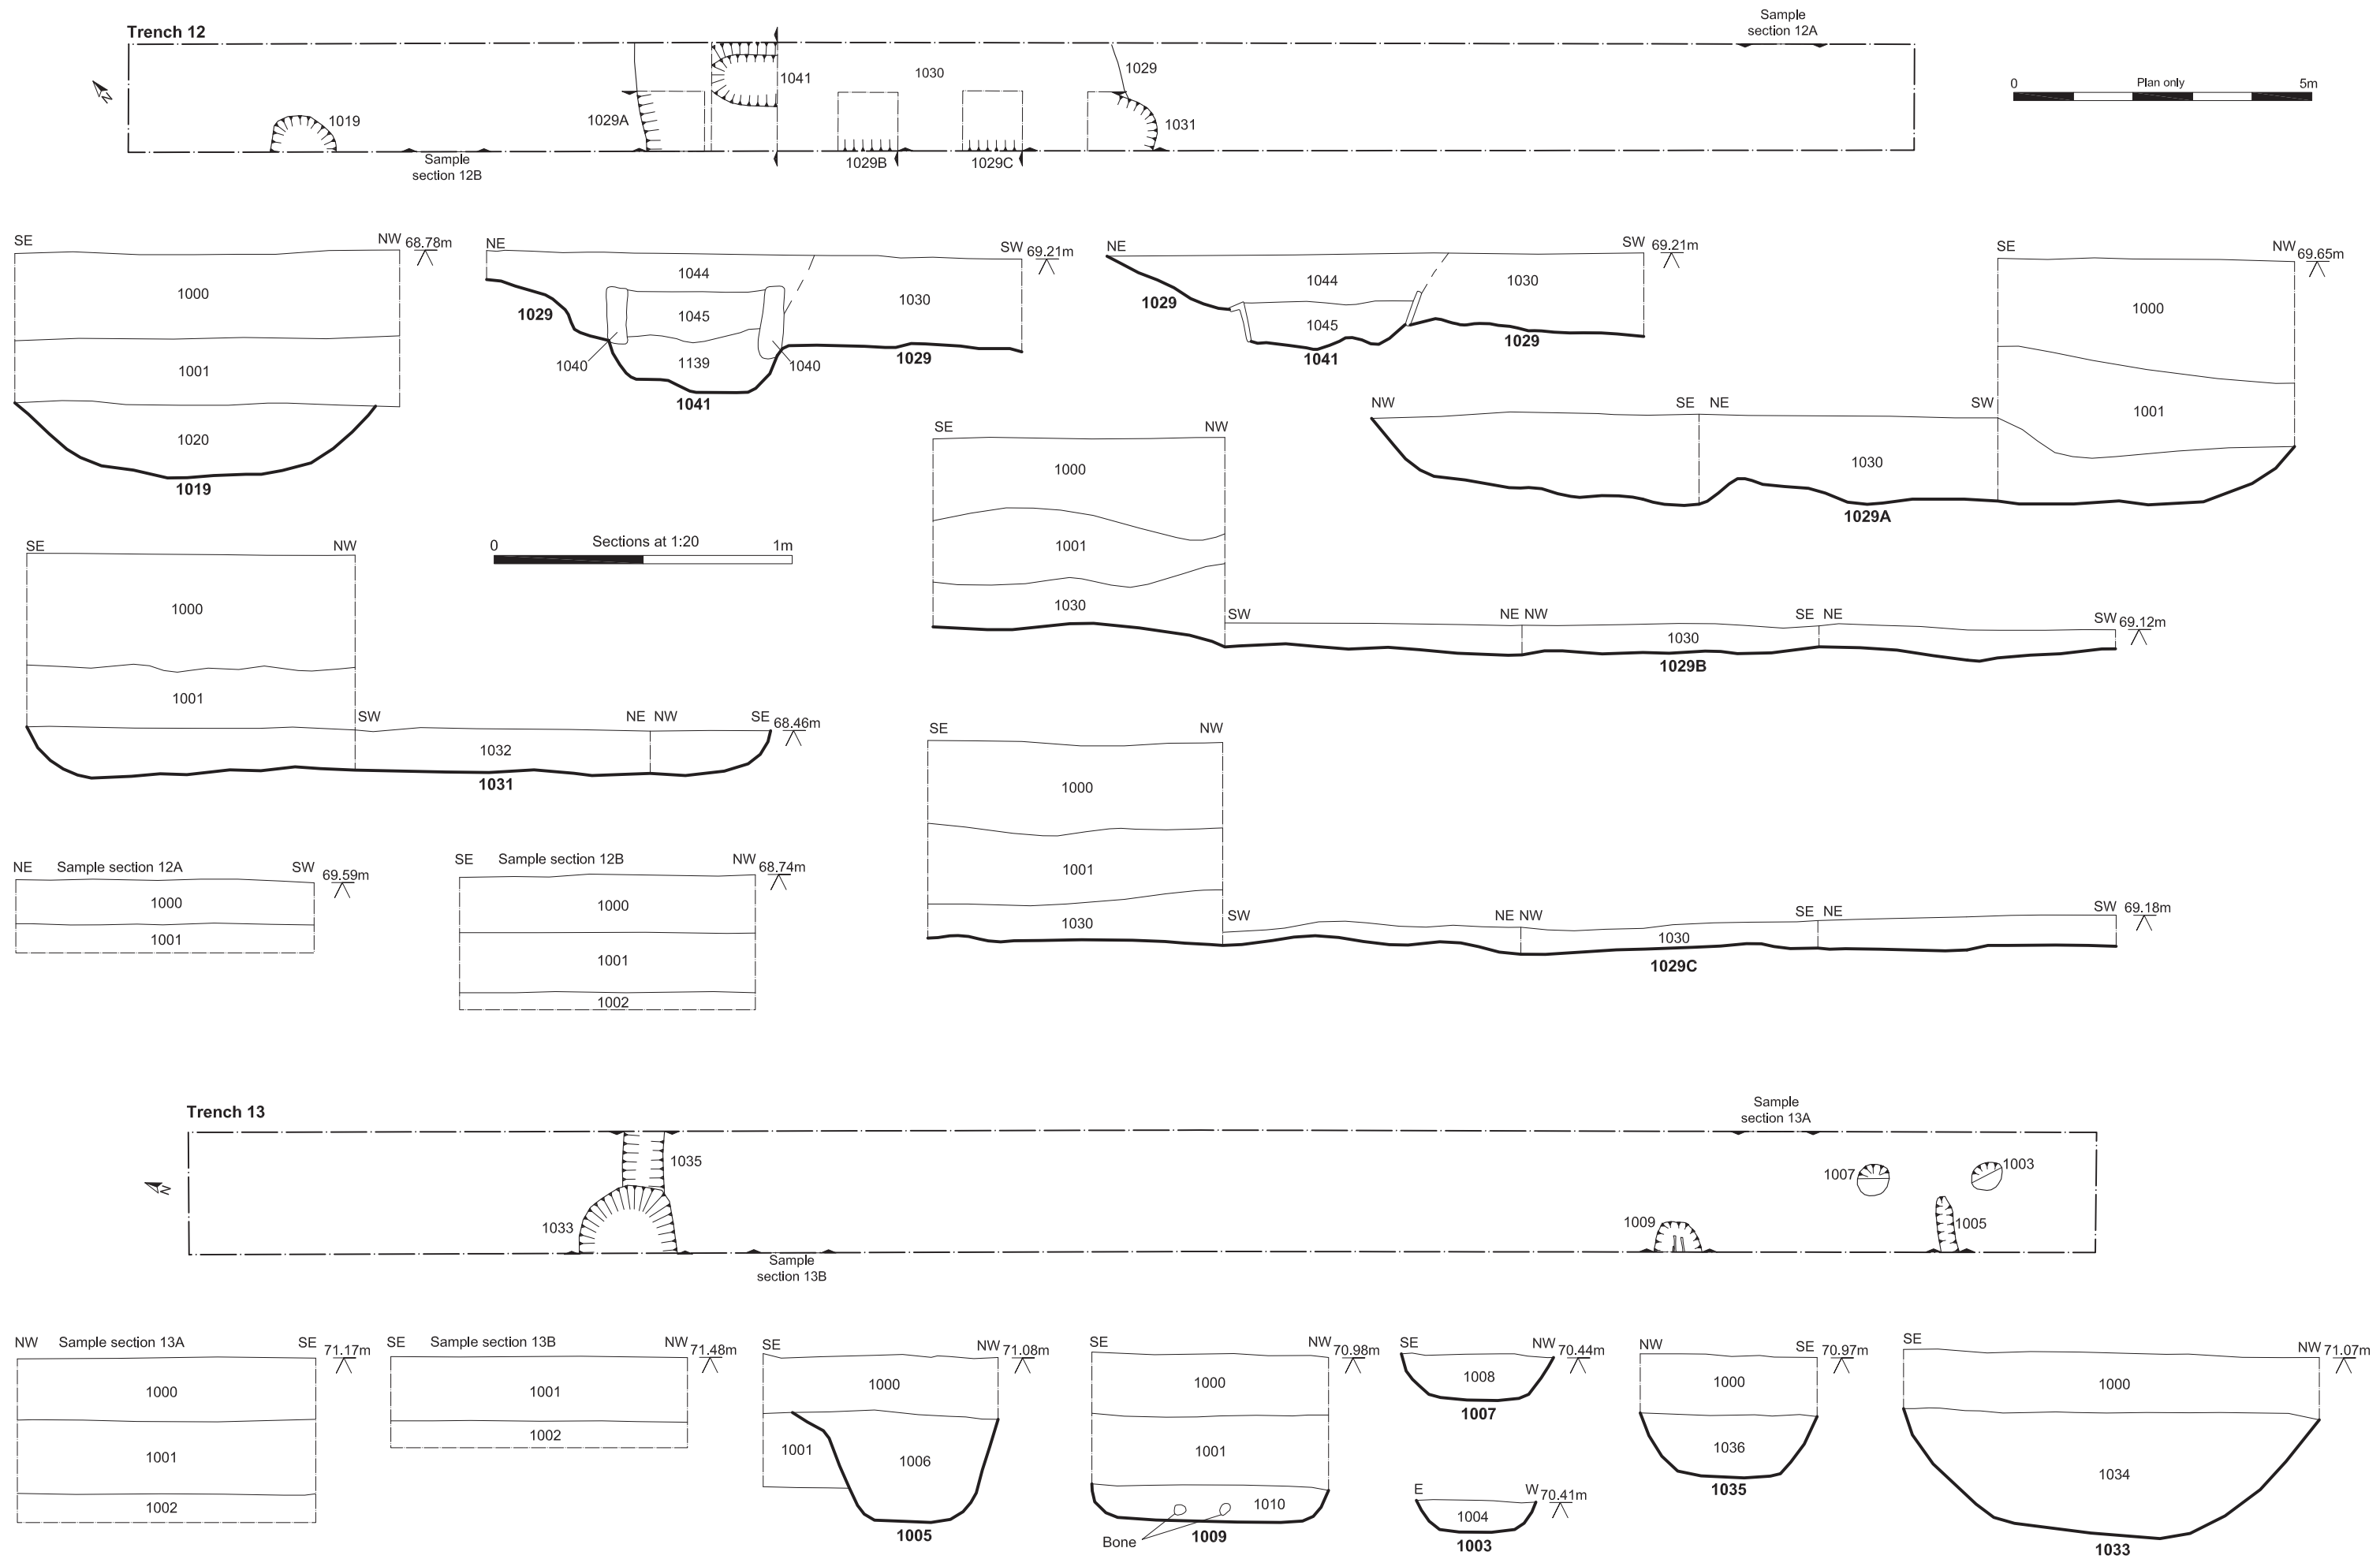 Trench 12
Sample
section 12A
N
1019
Sample
section 12B
1029A
1041
1030
1029B
1029C
1029
1031
0
Plan only
5m
SE
NW
68.78m
1000
1001
1020
1019
NE
SW
69.21m
1044
1045
1030
1029
1139
1040
1040
1029
1041
NE
SW
69.21m
1044
1030
1029
1045
1041
1029
SE
NW
69.65m
1000
1001
NW
SE
NE
SW
1030
1029A
SE
NW
1000
1001
1030
SW
NE
NW
SE
NE
SW
69.12m
1030
1029B
0
Sections at 1:20
1m
SE
NW
1000
1001
SW
NE
NW
SE
68.46m
1032
1031
SE
NW
1000
1001
1030
SW
NE
NW
SE
NE
SW
69.18m
1030
1029C
NE
Sample section 12A
SW
69.59m
1000
1001
SE
Sample section 12B
NW
68.74m
1000
1001
1002
Trench 13
Sample
section 13A
N
1035
1033
Sample
section 13B
1009
1007
1003
1005
NW
Sample section 13A
SE
71.17m
1000
1001
1002
SE
Sample section 13B
NW
71.48m
1001
1002
SE
NW
71.08m
1000
1001
1006
1005
SE
NW
70.98m
1000
1001
1010
Bone
1009
SE
NW
70.44m
1008
1007
E
W
70.41m
1004
1003
NW
SE
70.97m
1000
1036
1035
SE
NW
71.07m
1000
1034
1033